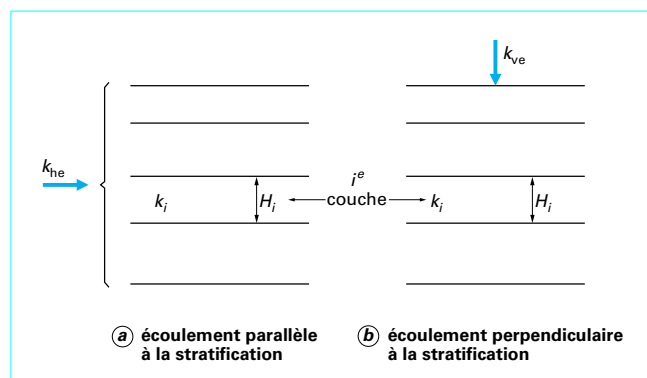 k_ve
k_he
i^e
couche
k_i
H_i
k_i
H_i
a écoulement parallèle
à la stratification
b écoulement perpendiculaire
à la stratification